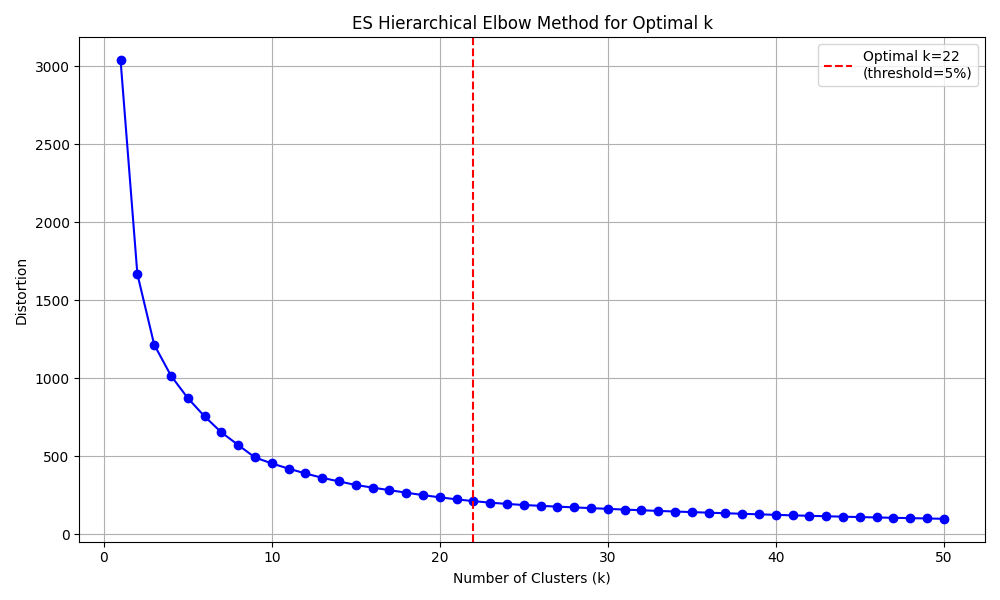 ES Hierarchical Elbow Method for Optimal k
Optimal k=22
(threshold=5%)
3000
2500
2000
1500
1000
500
0
Distortion
0 10 20 30 40 50
Number of Clusters (k)